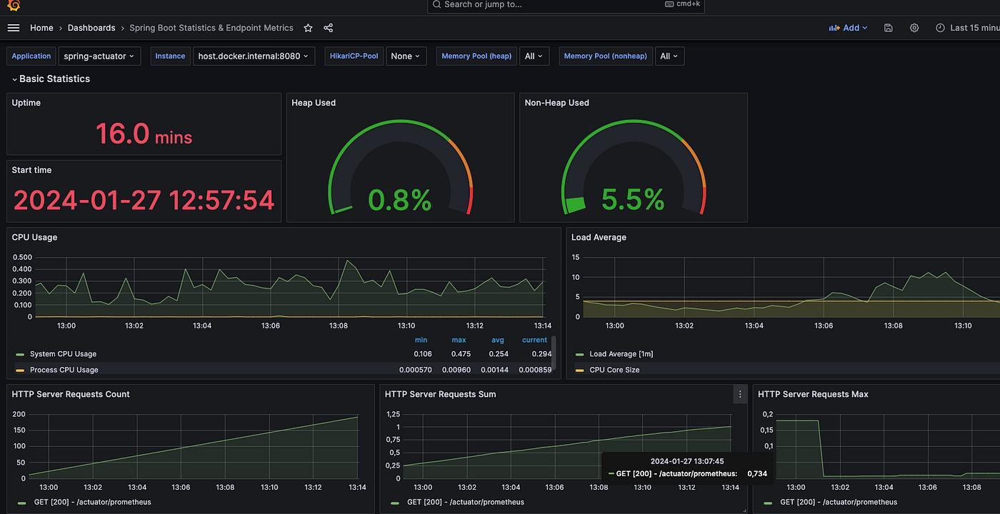 Search or jump to... cmd+k
Home › Dashboards › Spring Boot Statistics & Endpoint Metrics Add Last 15 minu
Application spring-actuator Instance host.docker.internal:8080 HikariCP-Pool None Memory Pool (heap) All Memory Pool (nonheap) All
Basic Statistics
Uptime
16.0 mins
Start time
2024-01-27 12:57:54
Heap Used
0.8%
Non-Heap Used
5.5%
CPU Usage
0.500
0.400
0.300
0.200
0.100
0
13:00 13:02 13:04 13:06 13:08 13:10 13:12 13:14
min max avg current
System CPU Usage 0.106 0.475 0.254 0.294
Process CPU Usage 0.000570 0.00960 0.00144 0.000859
Load Average
15
10
5
0
13:00 13:02 13:04 13:06 13:08 13:10
Load Average [1m]
CPU Core Size
HTTP Server Requests Count
200
150
100
50
0
13:00 13:02 13:04 13:06 13:08 13:10 13:12 13:14
GET [200] - /actuator/prometheus
HTTP Server Requests Sum
1,25
1
0,75
0,5
0,25
0
13:00 13:02 13:04 13:06 13:08 13:10 13:12 13:14
2024-01-27 13:07:45
GET [200] - /actuator/prometheus: 0,734
GET [200] - /actuator/prometheus
HTTP Server Requests Max
0,2
0,15
0,1
13:00 13:02 13:04 13:06 13:08
GET [200] - /actuator/prometheus